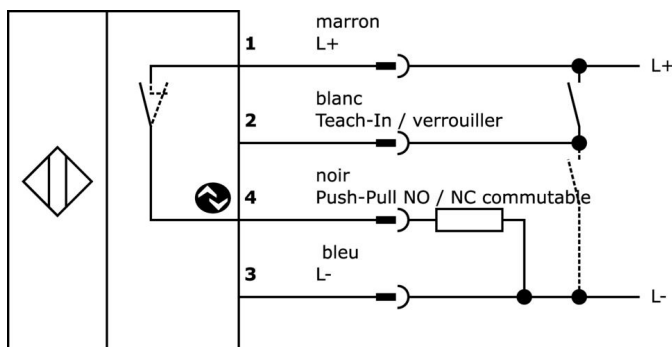 marron
1 L+ L+
blanc
2 Teach-In / verrouiller
noir
4 Push-Pull NO / NC commutable
bleu
3 L- L-